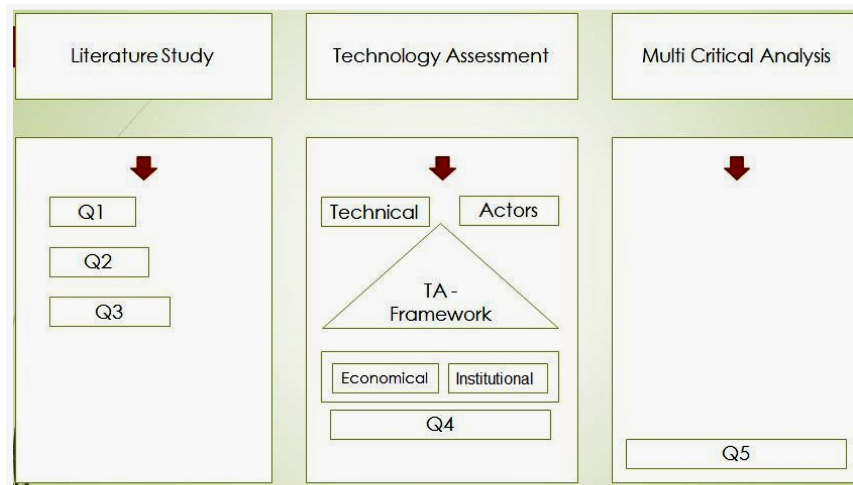 Literature Study
Technology Assessment
Multi Critical Analysis
Q1
Q2
Q3
Technical
Actors
TA -
Framework
Economical
Institutional
Q4
Q5